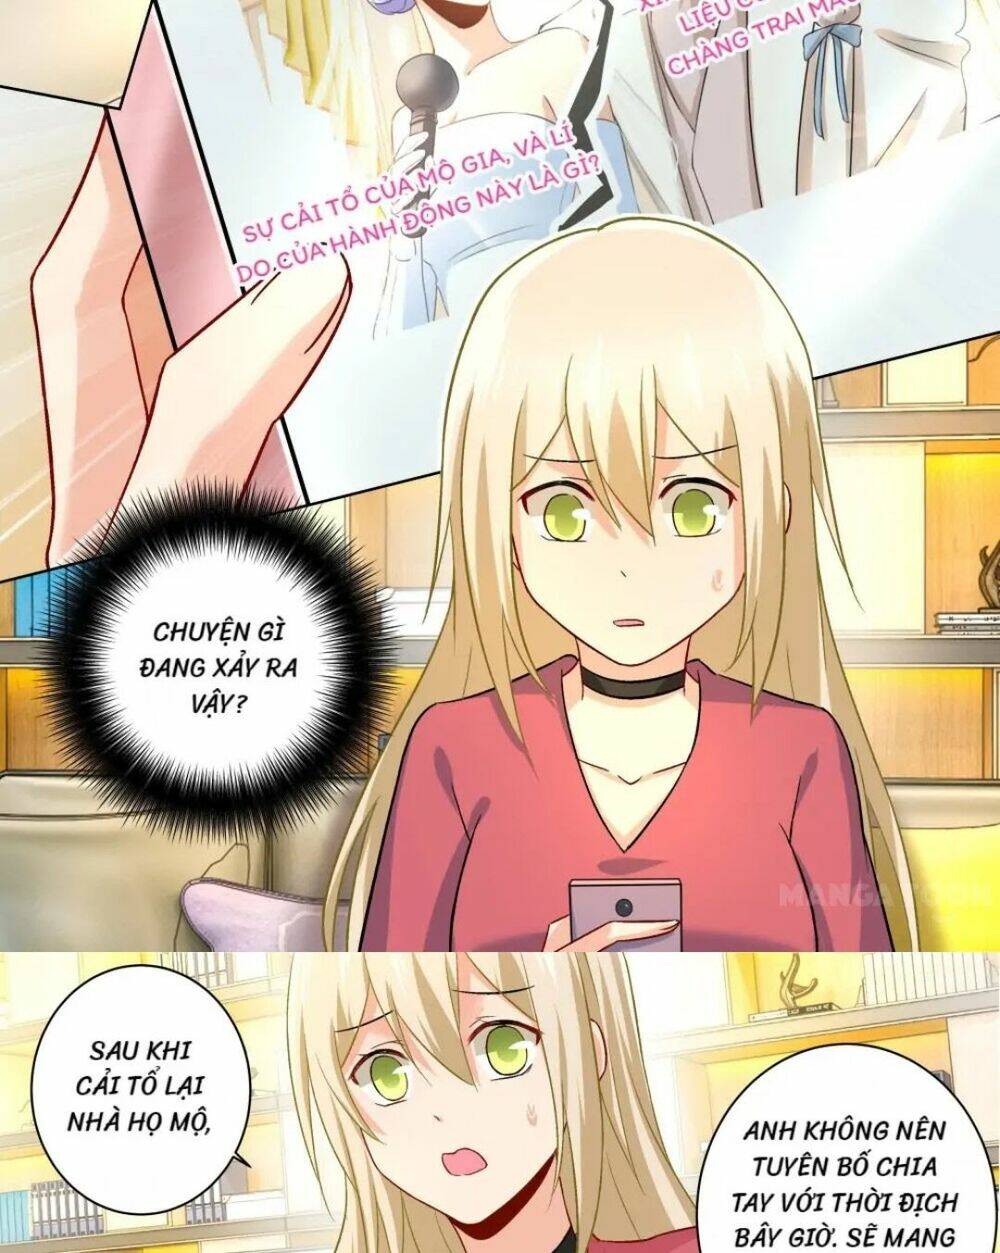 LIỆU
CHÀNG TRAI
SỰ CẢI TỔ CỦA MỘ GIA, VÀ LÍ
DO CỦA HÀNH ĐỘNG NÀY LÀ GÌ?
CHUYỆN GÌ
ĐANG XẢY RA
VẬY?
MANGATOON
SAU KHI
CẢI TỔ LẠI
NHÀ HỌ MỘ,
ANH KHÔNG NÊN
TUYÊN BỐ CHIA
TAY VỚI THỜI ĐỊCH
BÂY GIỜ. SẼ MANG